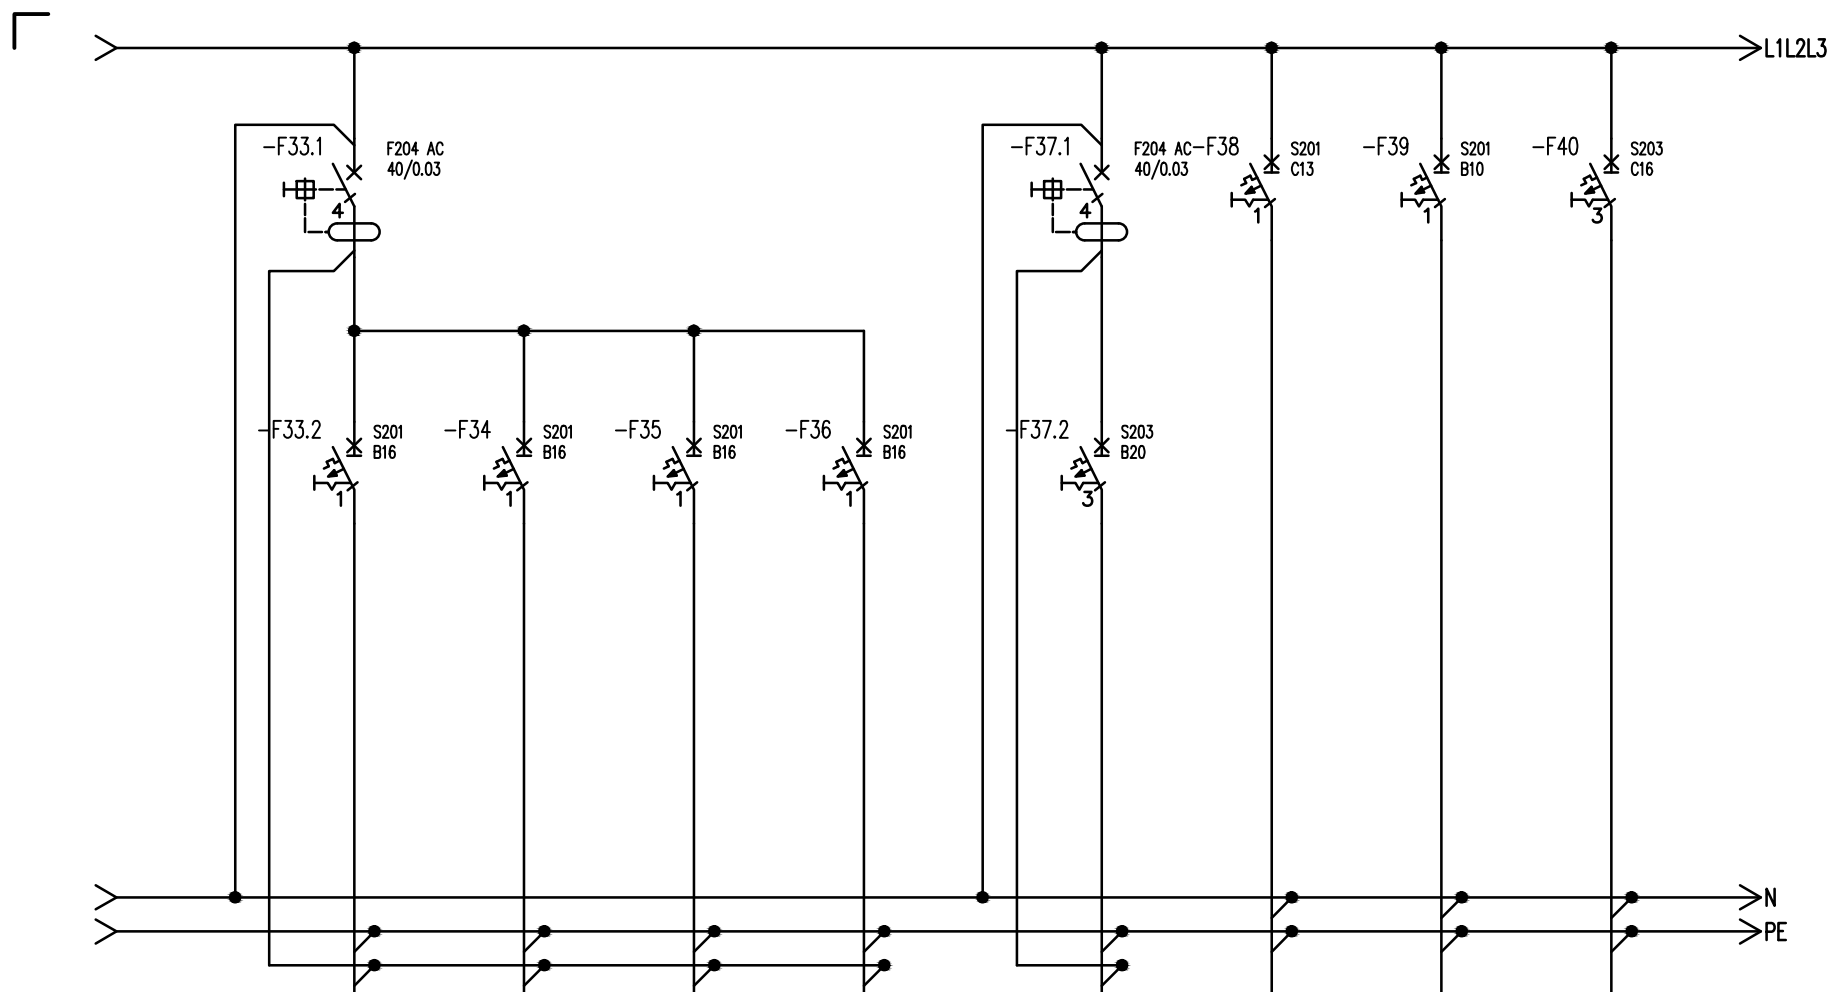 L1L2L3
-F33.1
F204 AC
40/0.03
4
-F37.1
F204 AC
40/0.03
4
-F38
S201
C13
1
-F39
S201
B10
1
-F40
S203
C16
3
-F33.2
S201
B16
1
-F34
S201
B16
1
-F35
S201
B16
1
-F36
S201
B16
1
-F37.2
S203
B20
3
N
PE